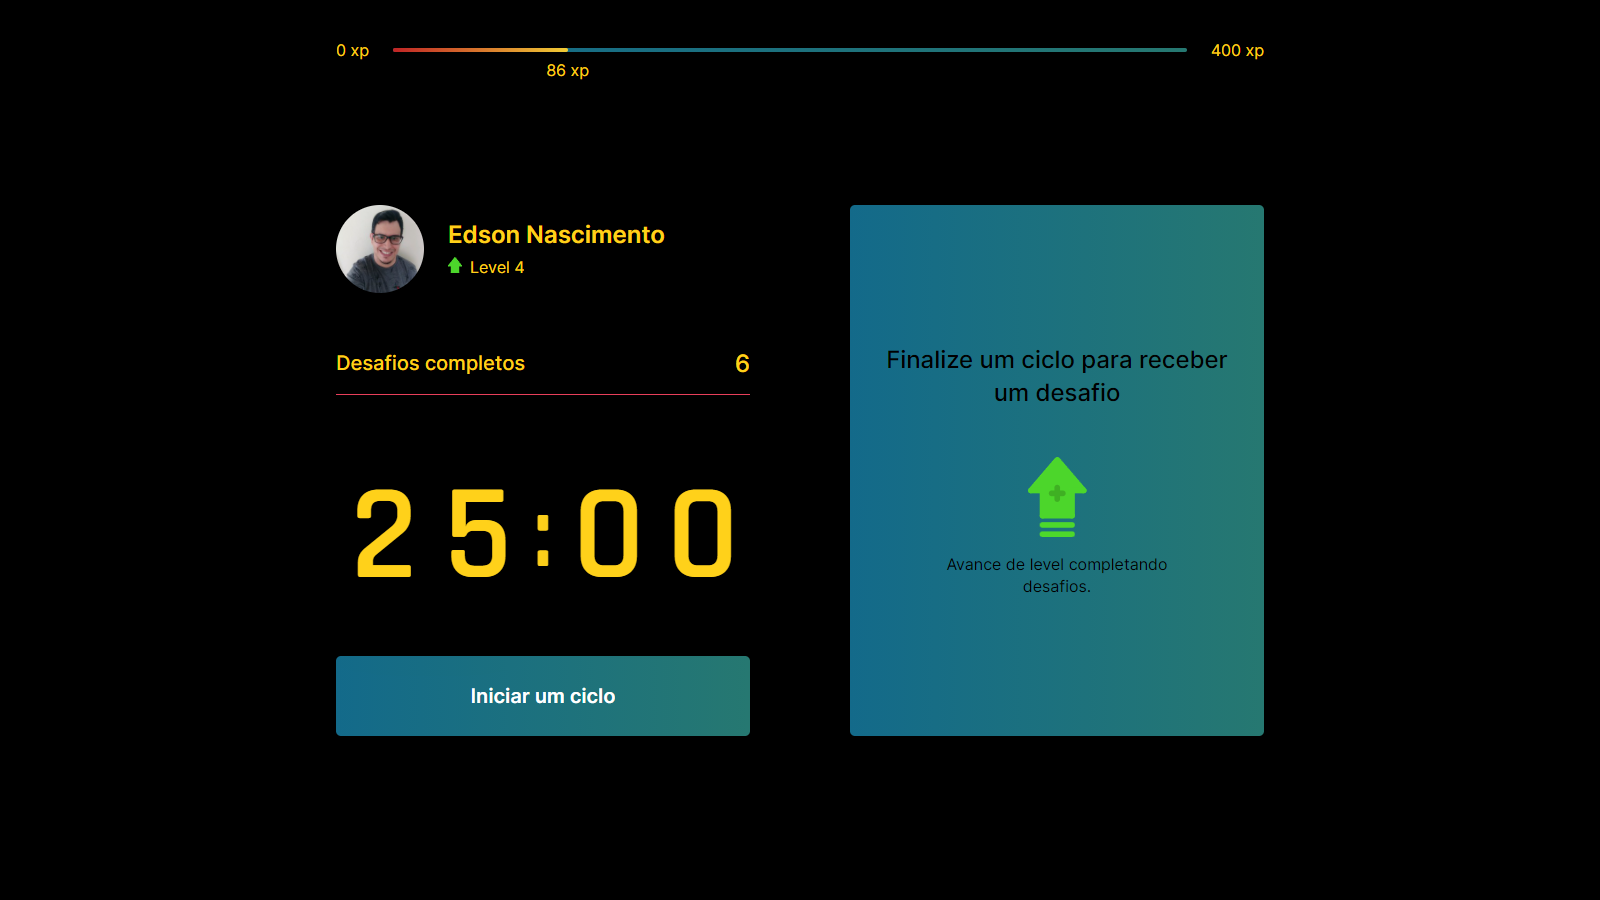 0 xp
400 xp
86 xp
Edson Nascimento
Level 4
Desafios completos
6
25:00
Iniciar um ciclo
Finalize um ciclo para receber
um desafio
Avance de level completando
desafios.